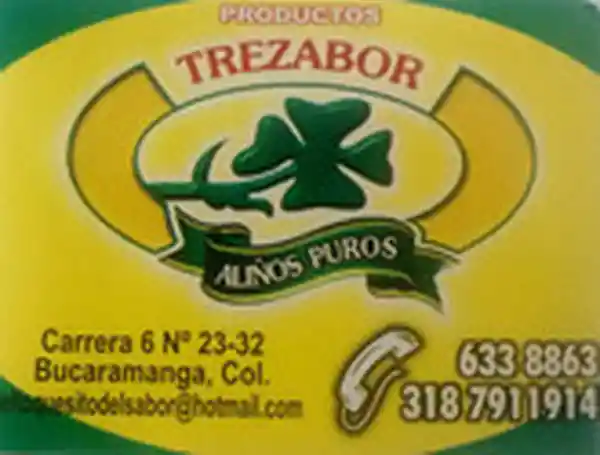 PRODUCTOS
TREZABOR
ALIÑOS PUROS
Carrera 6 Nº 23-32
Bucaramanga, Col.
633 8863
318 7911914